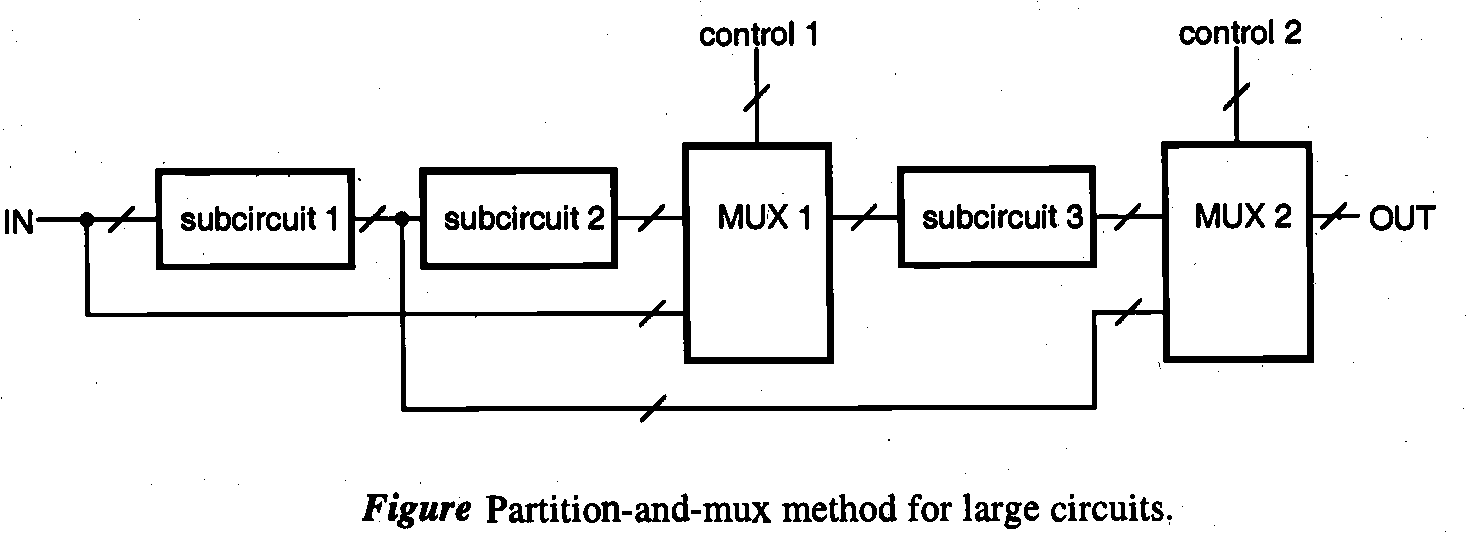 control 1
control 2
IN
subcircuit 1
subcircuit 2
MUX 1
subcircuit 3
MUX 2
OUT
Figure Partition-and-mux method for large circuits.